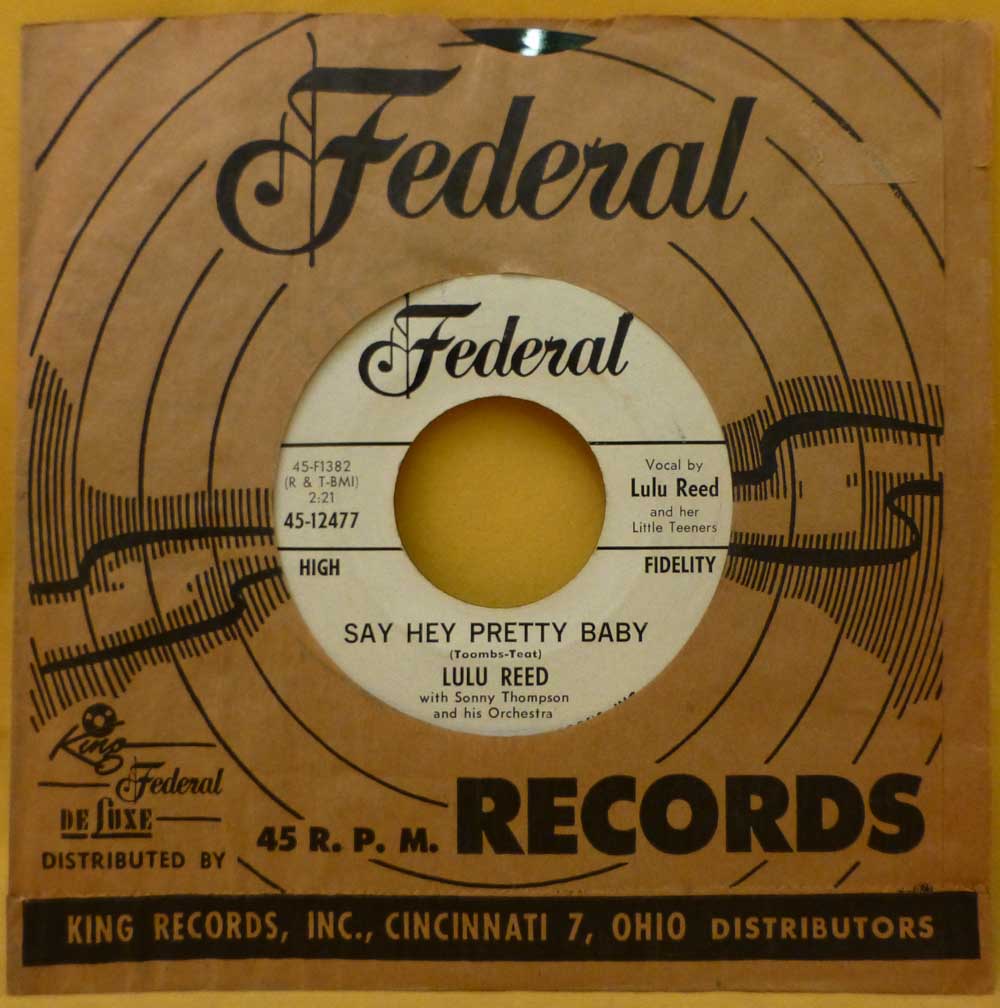 Federal
Federal
45-F1382
(R & T-BMI)
2:21
45-12477
Vocal by
Lulu Reed
and her
Little Teeners
HIGH
FIDELITY
SAY HEY PRETTY BABY
(Toombs-Teat)
LULU REED
with Sonny Thompson
and his Orchestra
King
Federal
DE LUXE
DISTRIBUTED BY
45 R. P. M.
RECORDS
KING RECORDS, INC., CINCINNATI 7, OHIO DISTRIBUTORS